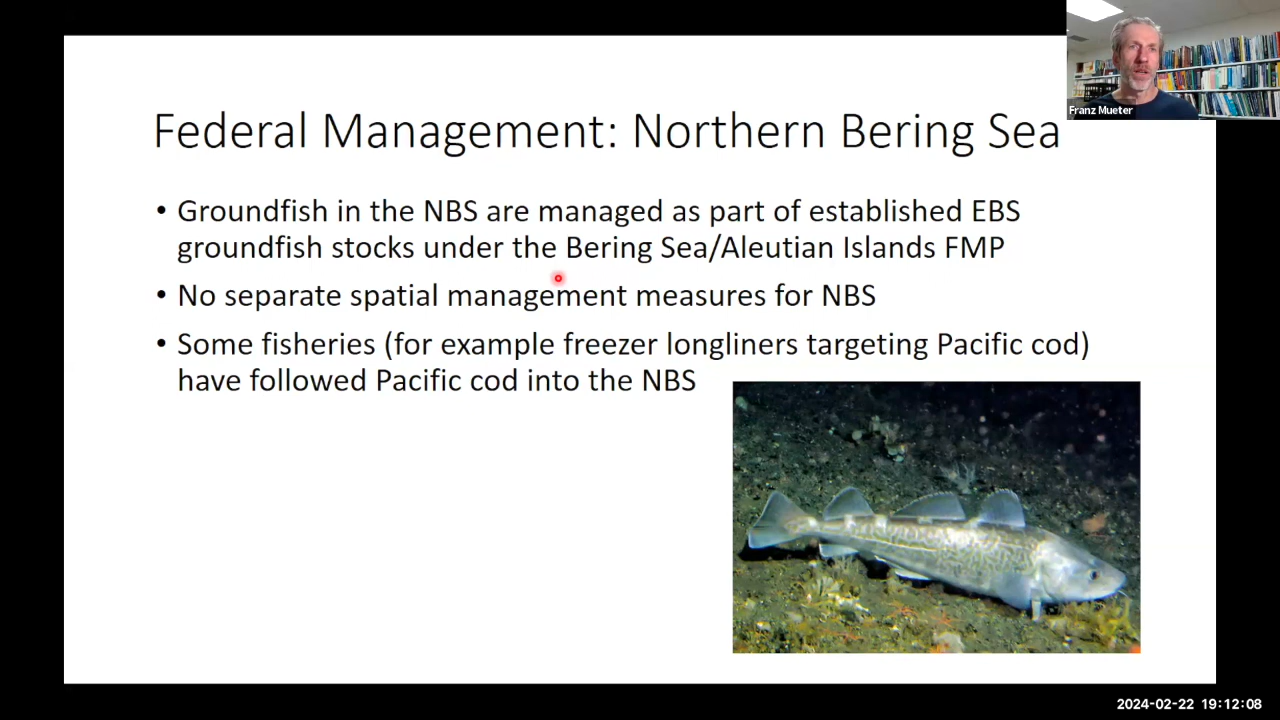 Federal Management: Northern Bering Sea
• Groundfish in the NBS are managed as part of established EBS
groundfish stocks under the Bering Sea/Aleutian Islands FMP
• No separate spatial management measures for NBS
• Some fisheries (for example freezer longliners targeting Pacific cod)
have followed Pacific cod into the NBS
Franz Mueter
2024-02-22 19:12:08